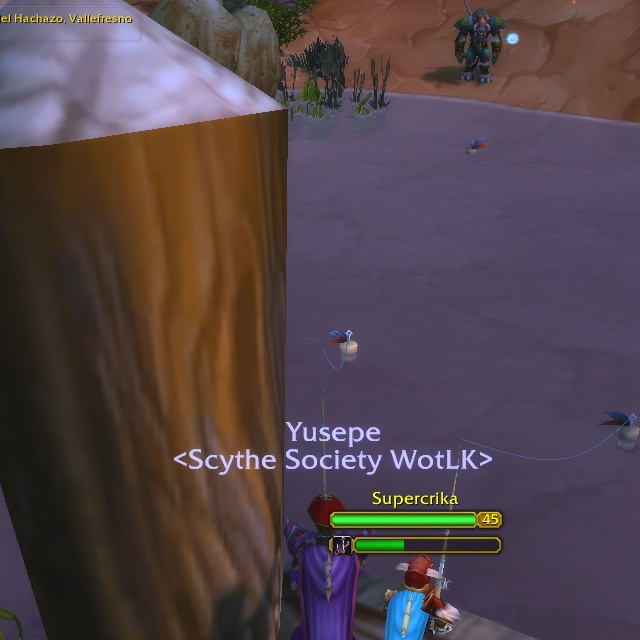 el Hachazo, Vallefresno
Yusepe
<Scythe Society WotLK>
Supercrika
45